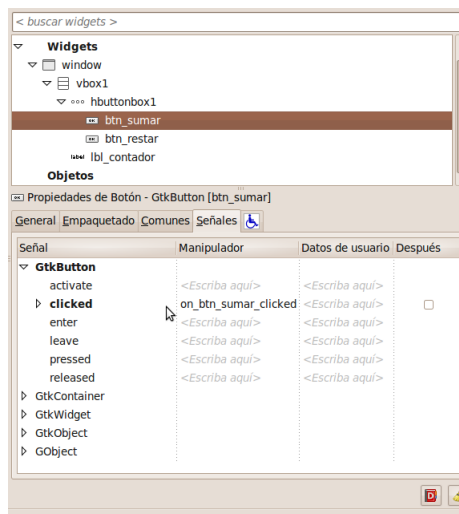 < buscar widgets >
Widgets
window
vbox1
hbuttonbox1
btn_sumar
btn_restar
label lbl_contador
Objetos
Propiedades de Botón - GtkButton [btn_sumar]
General Empaquetado Comunes Señales
Señal Manipulador Datos de usuario Después
GtkButton
activate <Escriba aquí> <Escriba aquí>
clicked on_btn_sumar_clicked <Escriba aquí>
enter <Escriba aquí> <Escriba aquí>
leave <Escriba aquí> <Escriba aquí>
pressed <Escriba aquí> <Escriba aquí>
released <Escriba aquí> <Escriba aquí>
GtkContainer
GtkWidget
GtkObject
GObject